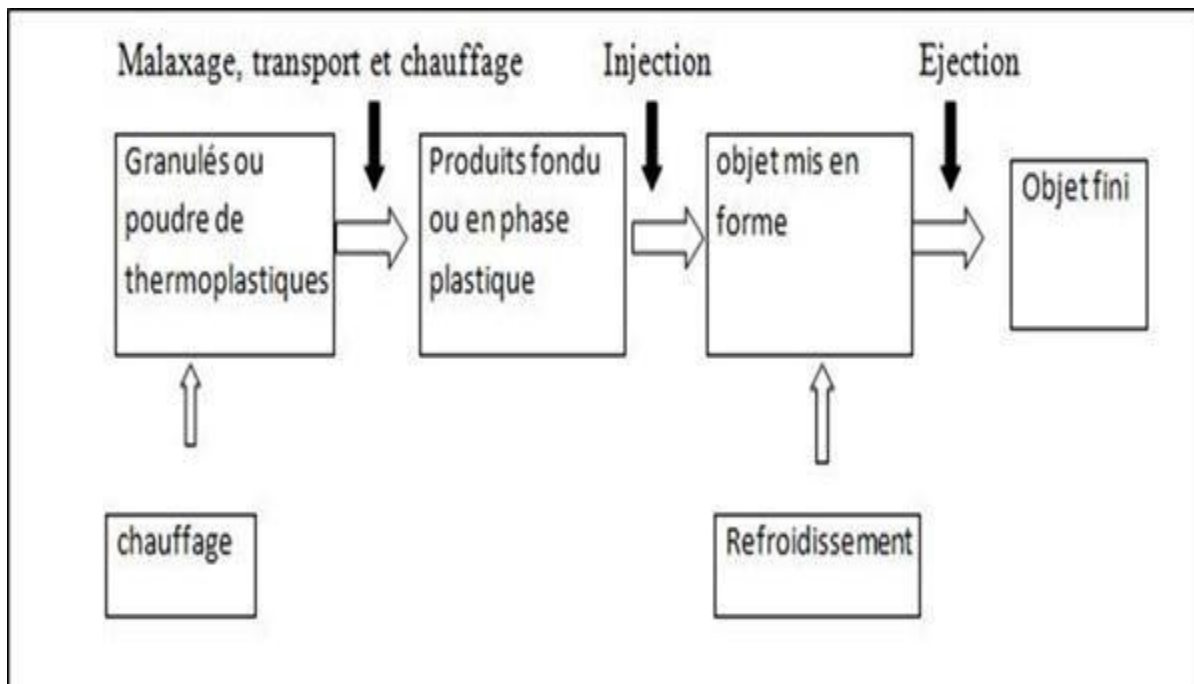 Malaxage, transport et chauffage
Injection
Ejection
Granulés ou
poudre de
thermoplastiques
Produits fondu
ou en phase
plastique
objet mis en
forme
Objet fini
chauffage
Refroidissement